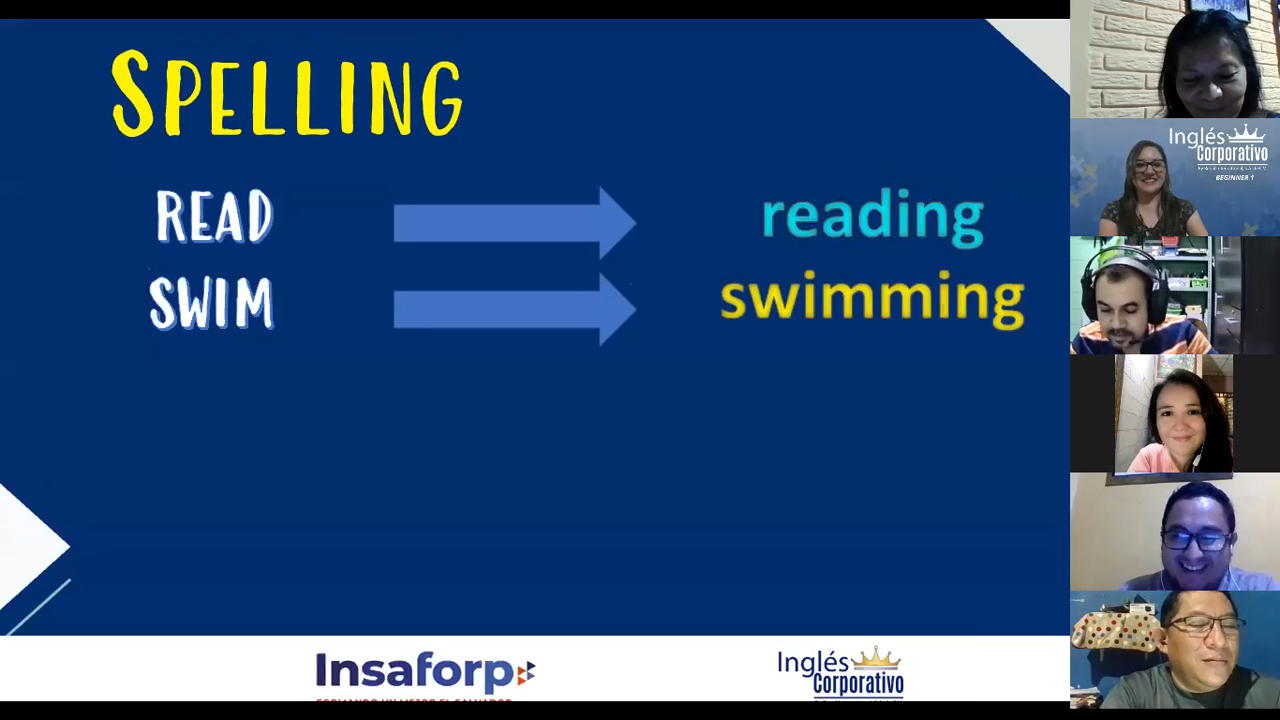 SPELLING
READ
reading
SWIM
swimming
Insaforp
Inglés
Corporativo
Inglés
Corporativo
BEGINNER 1